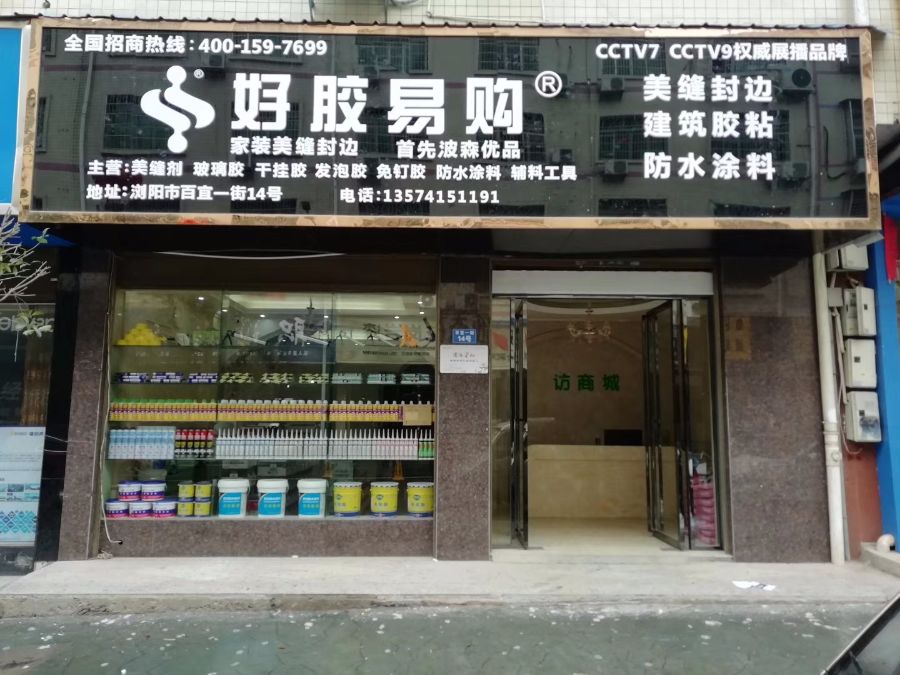 全国招商热线:400-159-7699
CCTV7 CCTV9权威展播品牌
好胶易购®
家装美缝封边 首先波森优品
主营:美缝剂 玻璃胶 干挂胶 发泡胶 免钉胶 防水涂料 辅料工具
地址:浏阳市百宜一街14号 电话:13574151191
美缝封边
建筑胶粘
防水涂料
14号
访商城